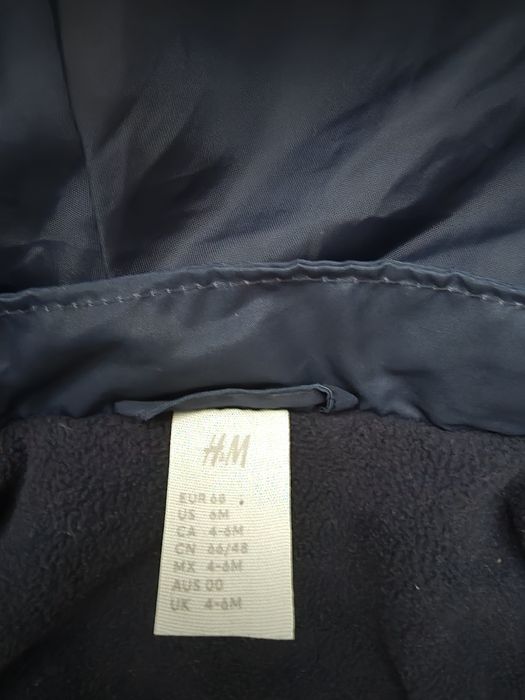 H&M
EUR 68
US 6M
CA 4-6M
CN 66/48
MX 4-6M
AUS 00
UK 4-6M